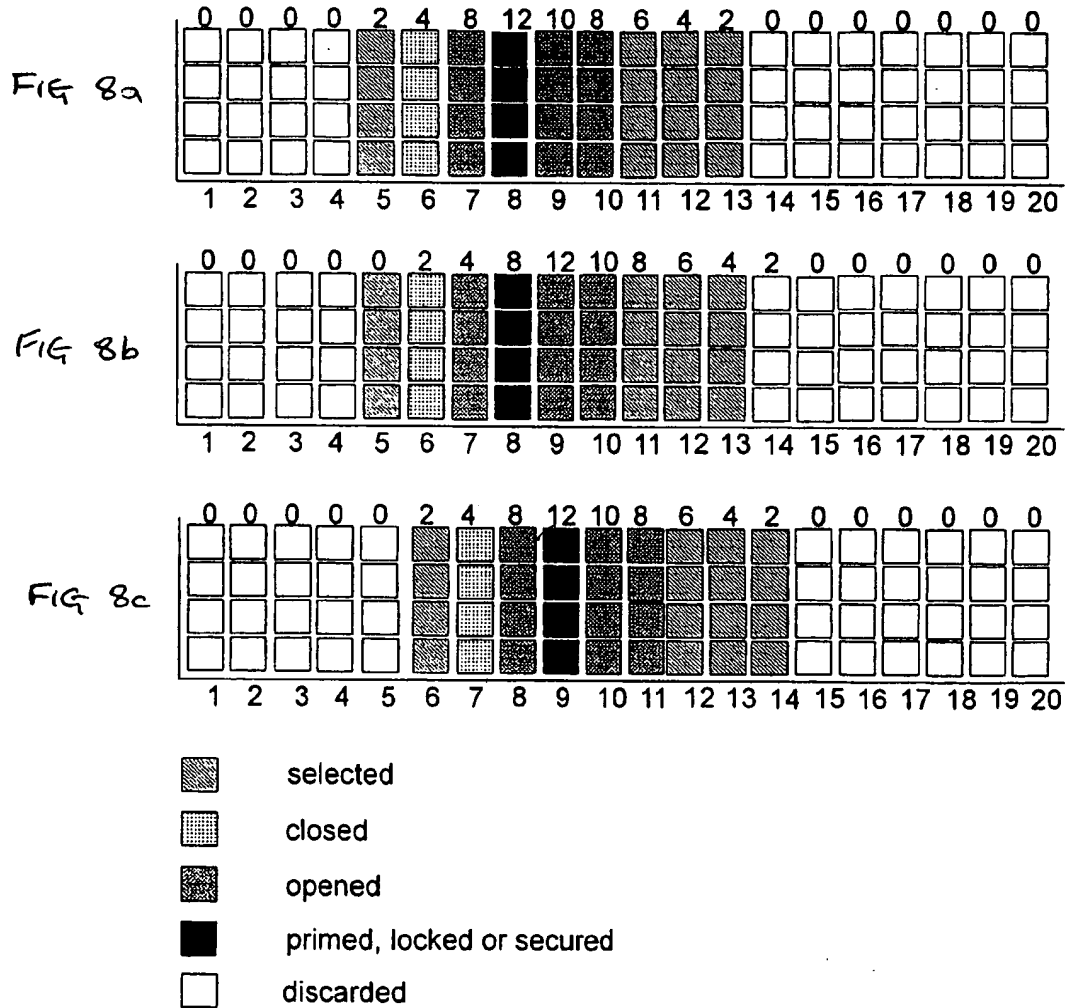 0 0 0 0 2 4 8 12 10 8 6 4 2 0 0 0 0 0 0 0
FIG 8a
1 2 3 4 5 6 7 8 9 10 11 12 13 14 15 16 17 18 19 20
0 0 0 0 0 2 4 8 12 10 8 6 4 2 0 0 0 0 0 0
FIG 8b
1 2 3 4 5 6 7 8 9 10 11 12 13 14 15 16 17 18 19 20
0 0 0 0 0 2 4 8 12 10 8 6 4 2 0 0 0 0 0 0
FIG 8c
1 2 3 4 5 6 7 8 9 10 11 12 13 14 15 16 17 18 19 20
selected
closed
opened
primed, locked or secured
discarded